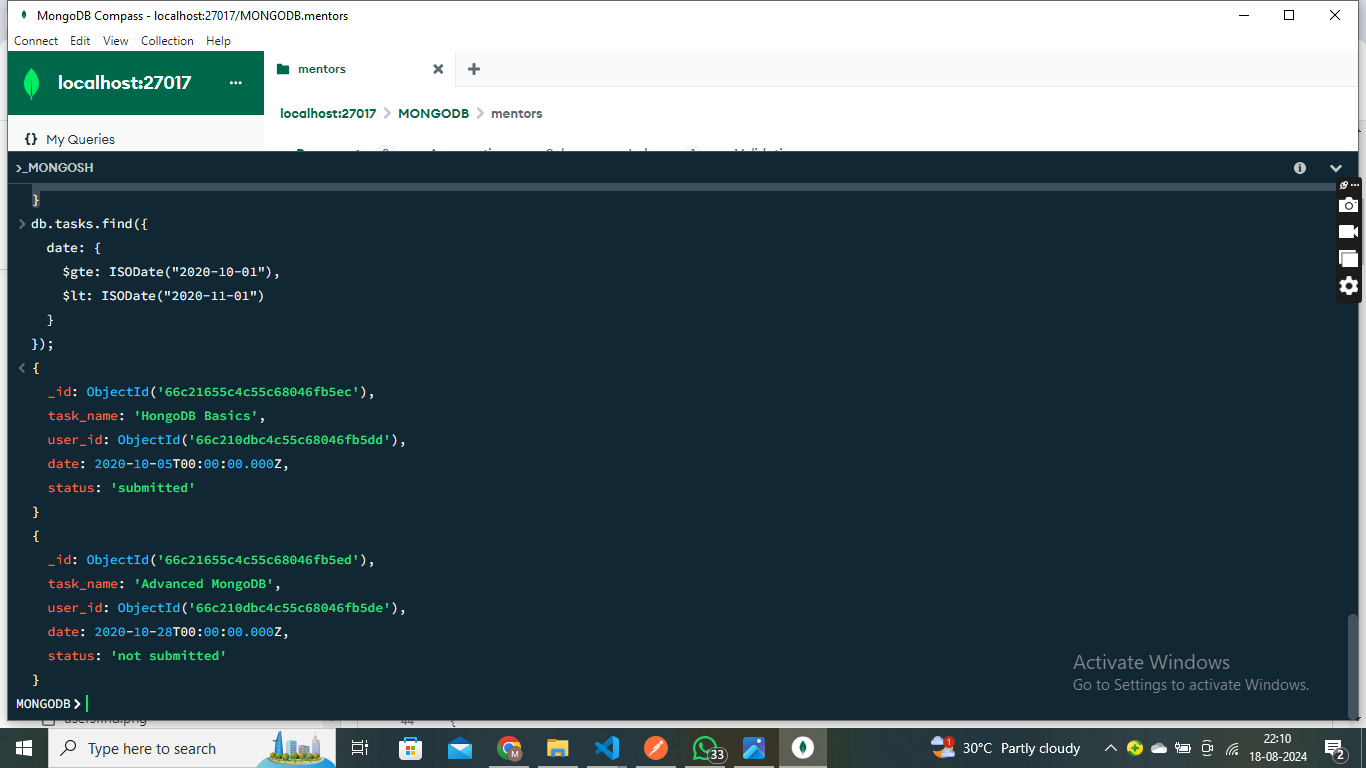 MongoDB Compass - localhost:27017/MONGODB.mentors
Connect Edit View Collection Help
localhost:27017 ...
mentors
localhost:27017 > MONGODB > mentors
{} My Queries
>_MONGOSH
}
> db.tasks.find({
date: {
$gte: ISODate("2020-10-01"),
$lt: ISODate("2020-11-01")
}
});
< {
_id: ObjectId('66c21655c4c55c68046fb5ec'),
task_name: 'HongoDB Basics',
user_id: ObjectId('66c210dbc4c55c68046fb5dd'),
date: 2020-10-05T00:00:00.000Z,
status: 'submitted'
}
{
_id: ObjectId('66c21655c4c55c68046fb5ed'),
task_name: 'Advanced MongoDB',
user_id: ObjectId('66c210dbc4c55c68046fb5de'),
date: 2020-10-28T00:00:00.000Z,
status: 'not submitted'
}
Activate Windows
Go to Settings to activate Windows.
MONGODB>
Type here to search
M
33
1
30°C Partly cloudy
22:10
18-08-2024
2